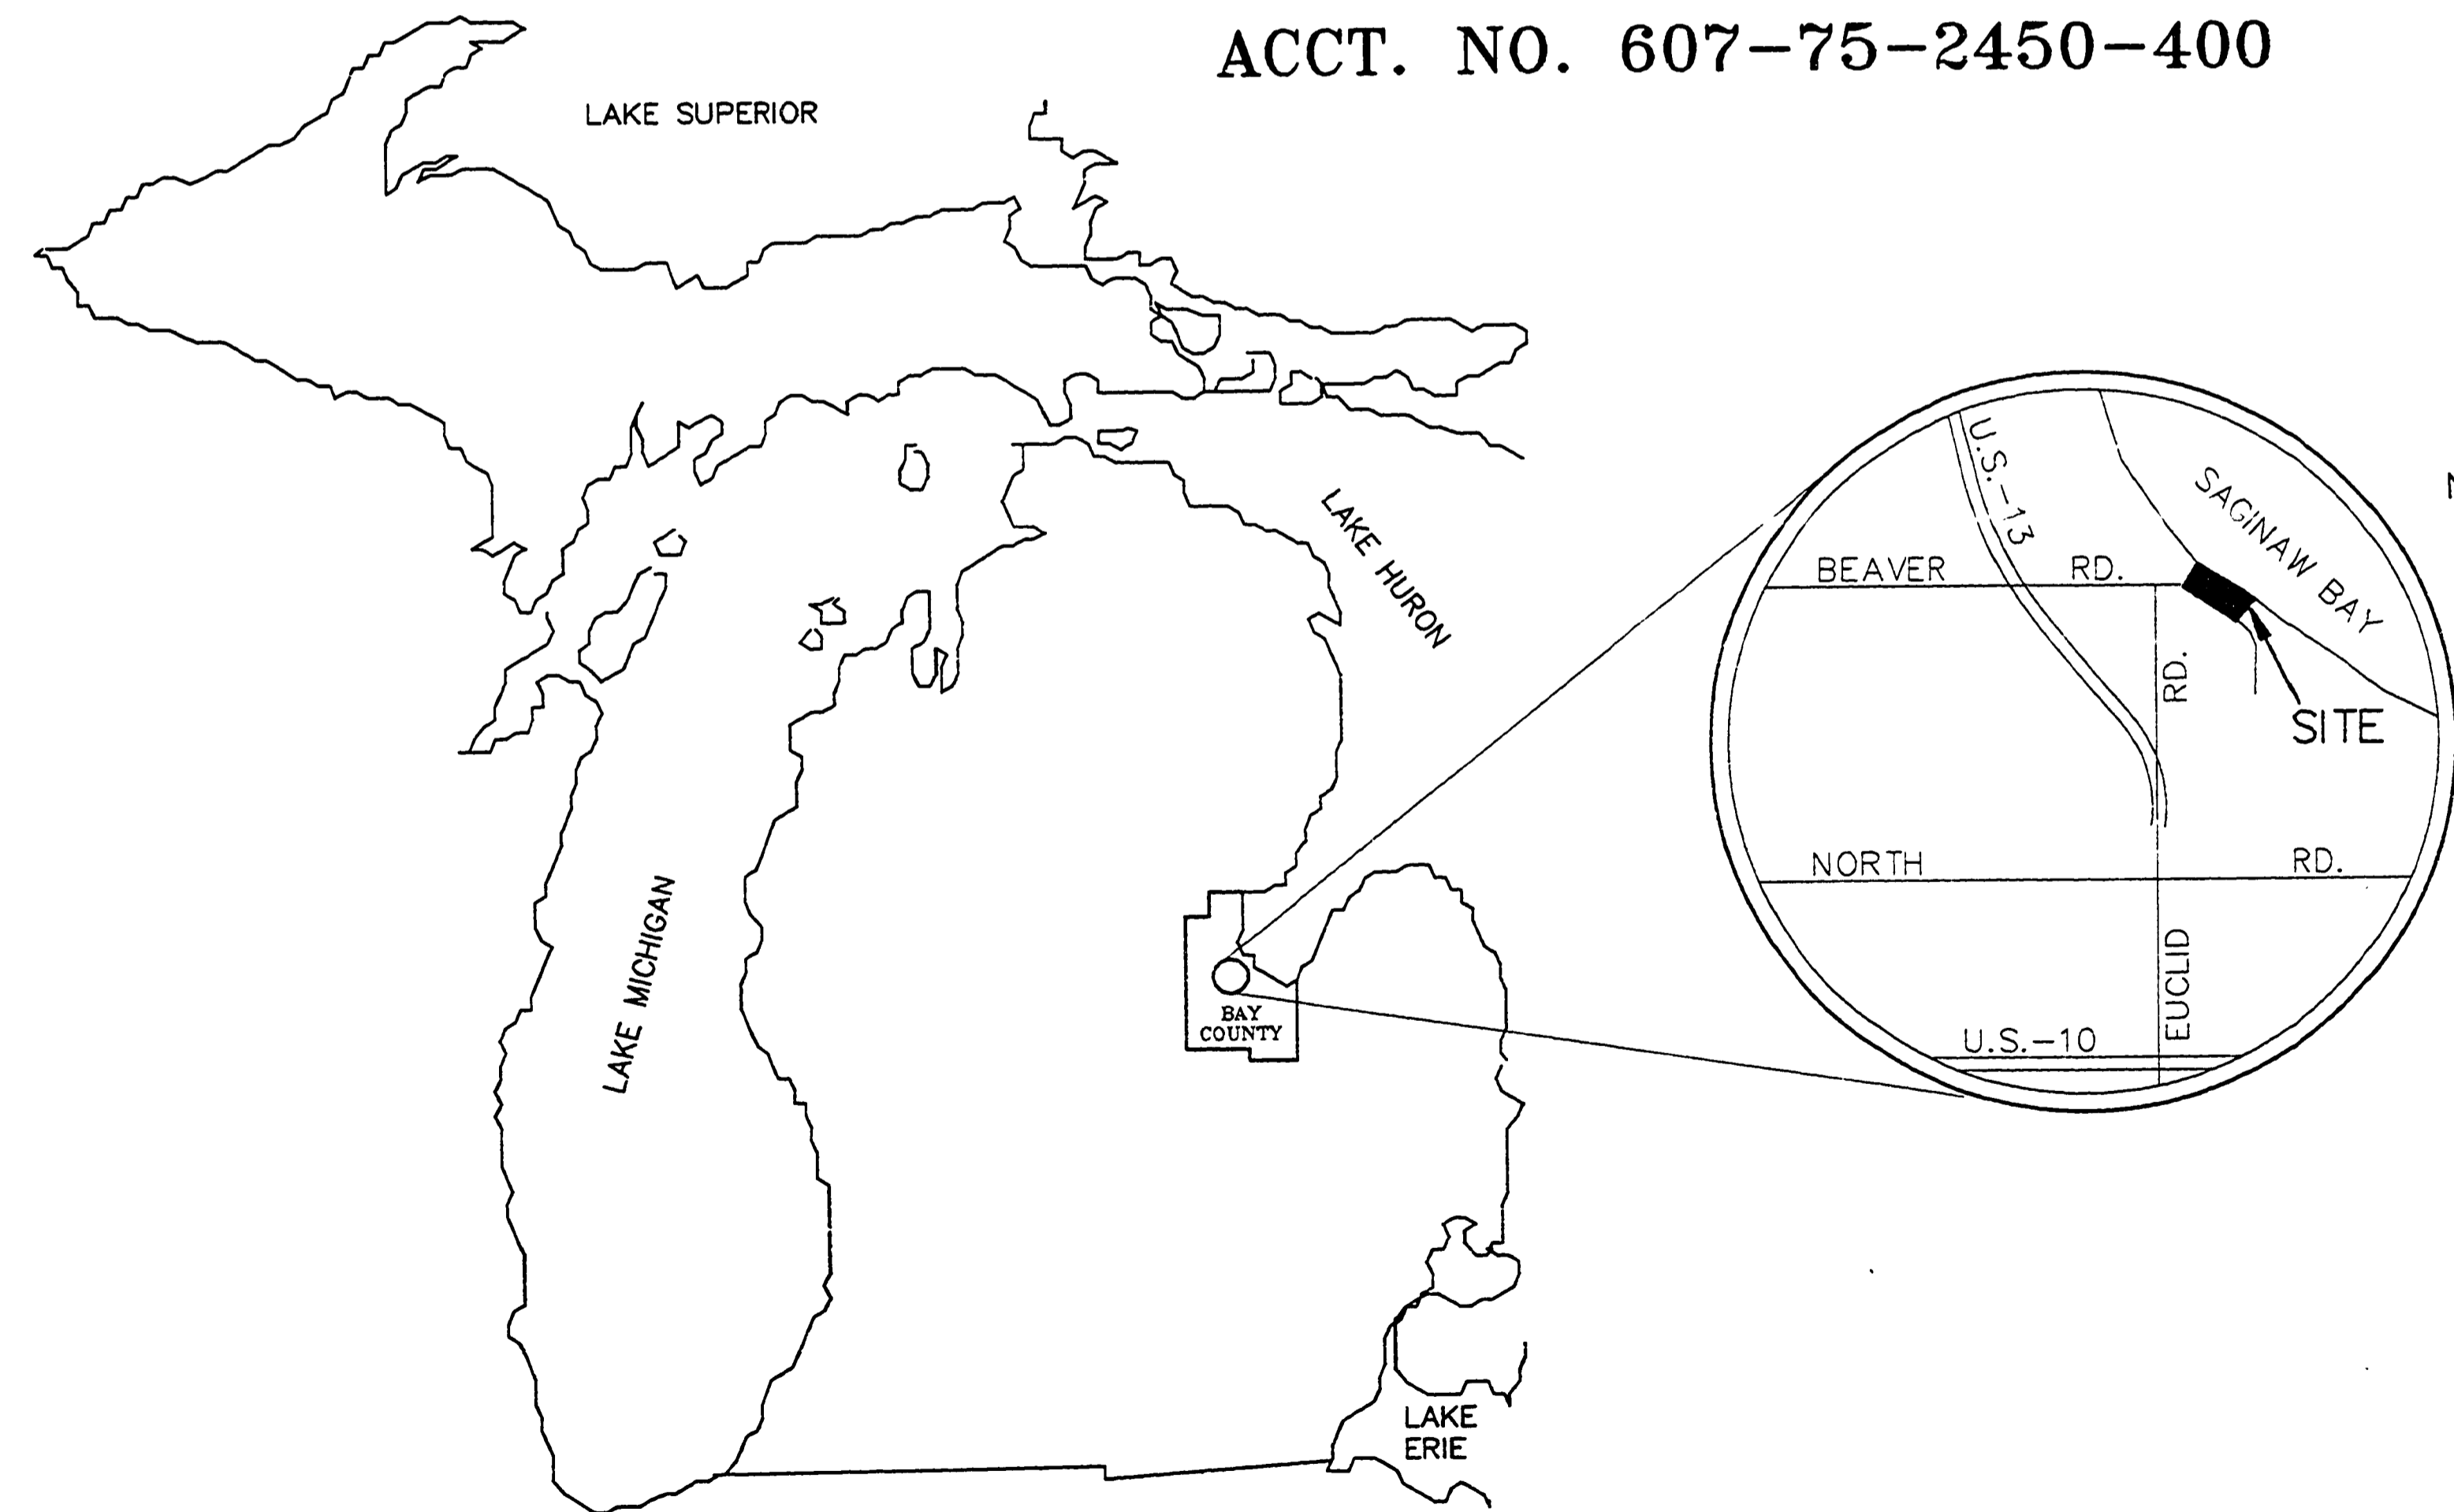 ACCT. NO. 607-75-2450-400
LAKE SUPERIOR
LAKE HURON
LAKE MICHIGAN
BAY
COUNTY
LAKE
ERIE
U.S.-13
SAGINAW BAY
BEAVER RD.
RD.
SITE
NORTH RD.
EUCLID
U.S.-10